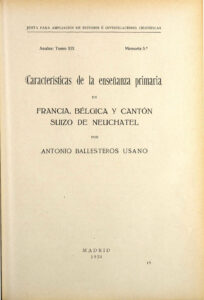 JUNTA PARA AMPLIACIÓN DE ESTUDIOS E INVESTIGACIONES CIENTÍFICAS
Anales: Tomo XIX Memoria 5.ª
Características de la enseñanza primaria
EN
FRANCIA, BÉLGICA Y CANTÓN
SUIZO DE NEUCHATEL
POR
ANTONIO BALLESTEROS USANO
MADRID